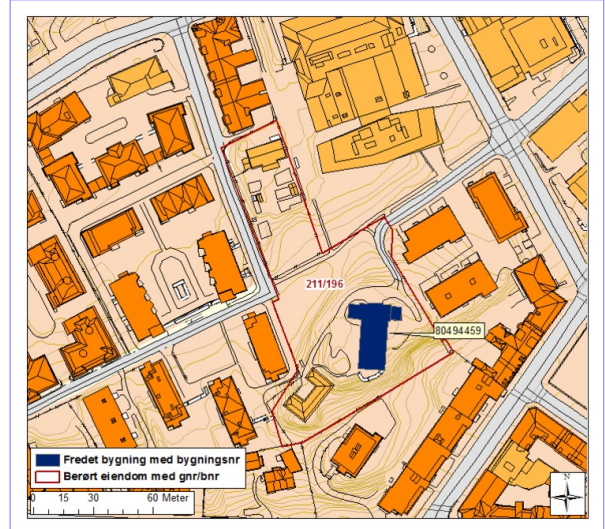 211/196
80494459
Fredet bygning med bygningsnr
Berørt eiendom med gnr/bnr
0 15 30 60 Meter
N